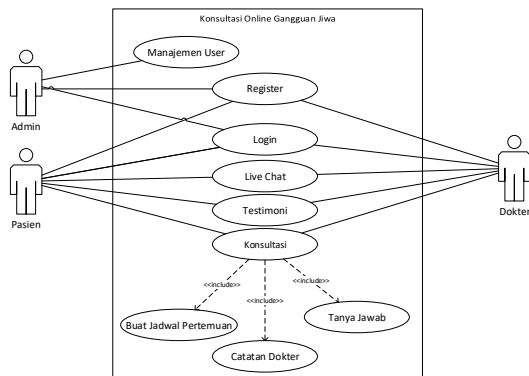 Konsultasi Online Gangguan Jiwa
Manajemen User
Register
Admin
Login
Live Chat
Testimoni
Pasien
Dokter
Konsultasi
<<include>>
<<include>>
<<include>>
Buat Jadwal Pertemuan
Tanya Jawab
Catatan Dokter